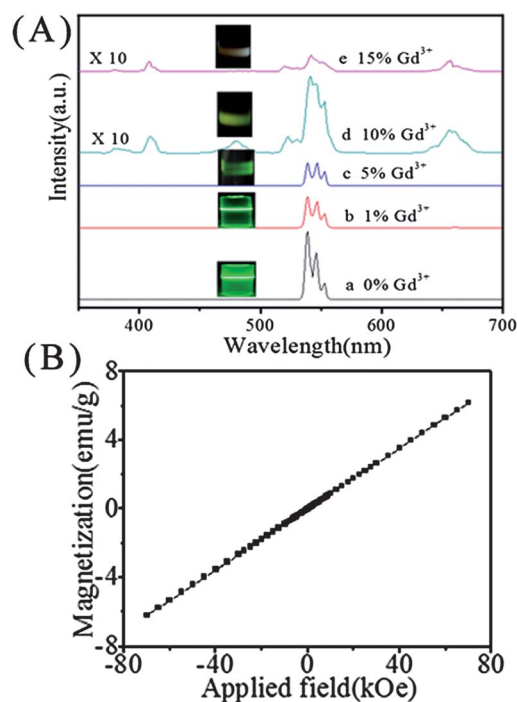 (A)
X 10
e 15% Gd³⁺
X 10
d 10% Gd³⁺
c 5% Gd³⁺
b 1% Gd³⁺
a 0% Gd³⁺
Intensity(a.u.)
400 500 600 700
Wavelength(nm)
(B)
8
4
0
-4
-8
Magnetization(emu/g)
-80 -40 0 40 80
Applied field(kOe)